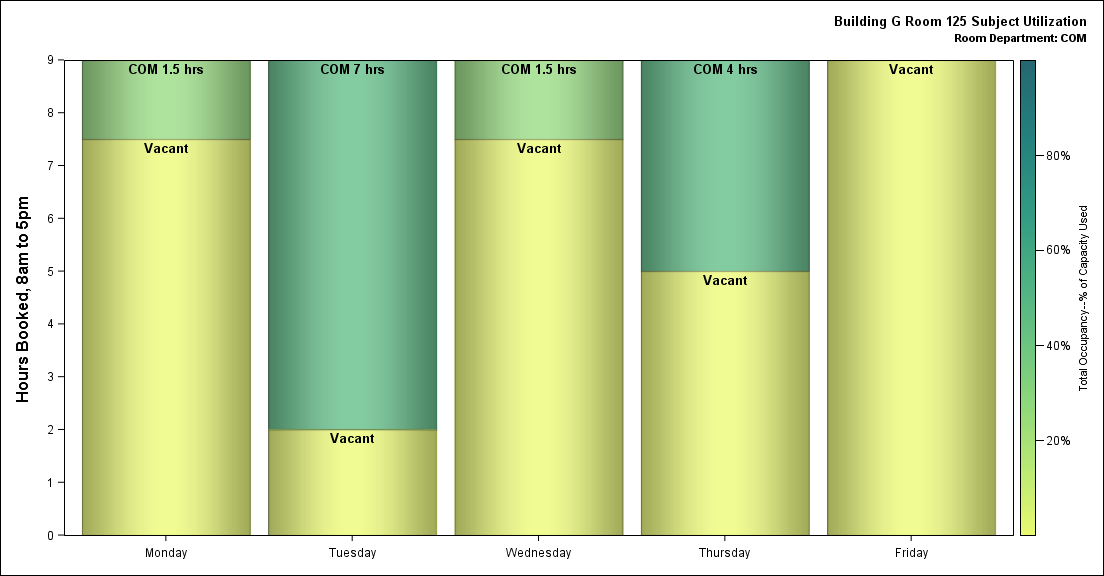 Building G Room 125 Subject Utilization
Room Department: COM
Hours Booked, 8am to 5pm
9
8
7
6
5
4
3
2
1
0
COM 1.5 hrs
Vacant
COM 7 hrs
Vacant
COM 1.5 hrs
Vacant
COM 4 hrs
Vacant
Vacant
Monday
Tuesday
Wednesday
Thursday
Friday
80%
60%
40%
20%
Total Occupancy--% of Capacity Used